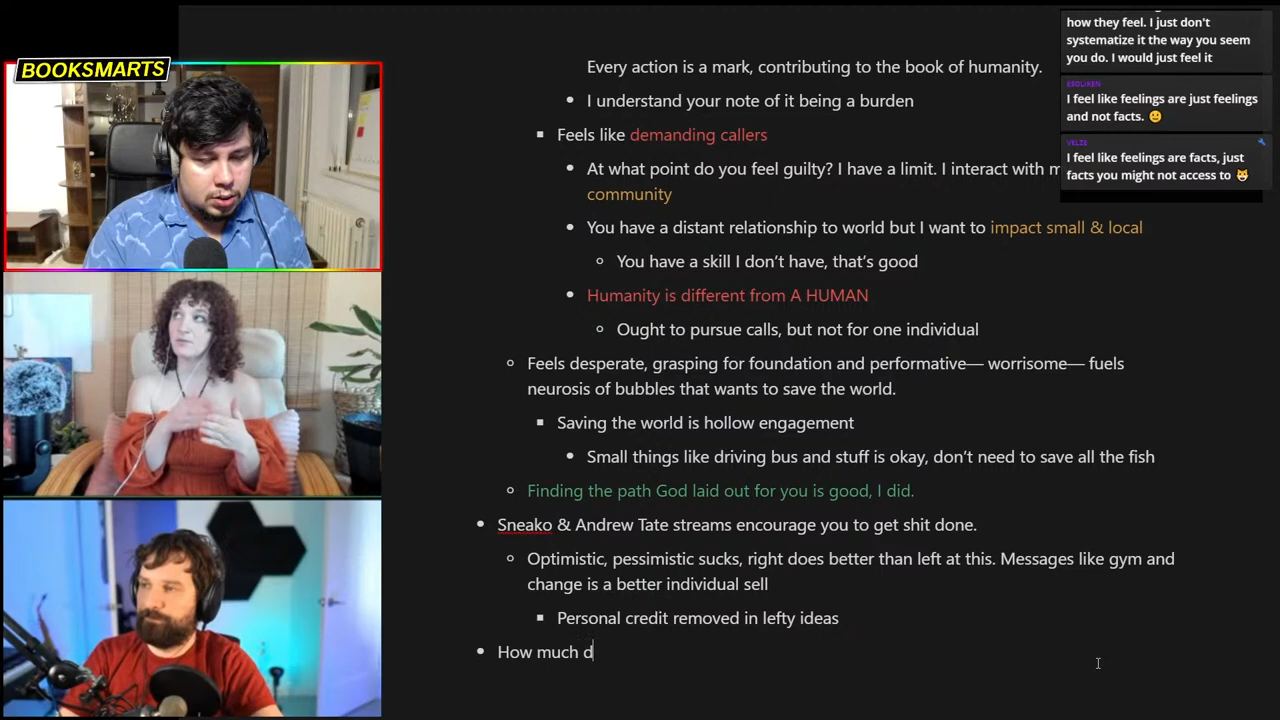 BOOKSMARTS
Every action is a mark, contributing to the book of humanity.
• I understand your note of it being a burden
▪ Feels like demanding callers
• At what point do you feel guilty? I have a limit. I interact with m
community
• You have a distant relationship to world but I want to impact small & local
○ You have a skill I don't have, that's good
• Humanity is different from A HUMAN
○ Ought to pursue calls, but not for one individual
○ Feels desperate, grasping for foundation and performative— worrisome— fuels
neurosis of bubbles that wants to save the world.
▪ Saving the world is hollow engagement
• Small things like driving bus and stuff is okay, don't need to save all the fish
○ Finding the path God laid out for you is good, I did.
• Sneako & Andrew Tate streams encourage you to get shit done.
○ Optimistic, pessimistic sucks, right does better than left at this. Messages like gym and
change is a better individual sell
▪ Personal credit removed in lefty ideas
• How much d
how they feel. I just don't
systematize it the way you seem
you do. I would just feel it
I feel like feelings are just feelings
and not facts. 🙂
VELZE
I feel like feelings are facts, just
facts you might not access to 😸